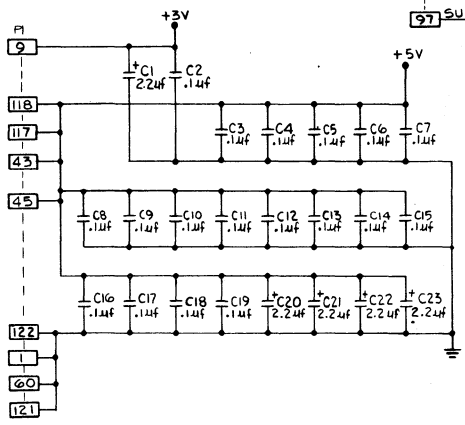 97 SU
P1
+3V
9
+5V
+C1
2.2uf
C2
.1uf
118
117
43
C3
.1uf
C4
.1uf
C5
.1uf
C6
.1uf
C7
.1uf
45
C8
.1uf
C9
.1uf
C10
.1uf
C11
.1uf
C12
.1uf
C13
.1uf
C14
.1uf
C15
.1uf
C16
.1uf
C17
.1uf
C18
.1uf
C19
.1uf
+C20
2.2uf
+C21
2.2uf
+C22
2.2uf
+C23
2.2uf
122
1
60
121